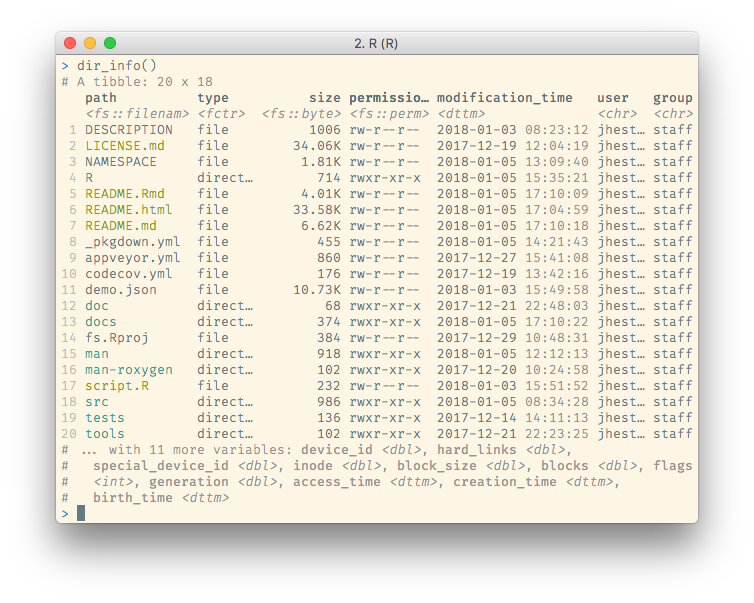 2. R (R)
> dir_info()
# A tibble: 20 x 18
   path         type          size permissio… modification_time   user   group
   <fs::filename> <fctr>  <fs::byte> <fs::perm> <dttm>              <chr>  <chr>
 1 DESCRIPTION  file          1006 rw-r--r--  2018-01-03 08:23:12 jhest… staff
 2 LICENSE.md   file        34.06K rw-r--r--  2017-12-19 12:04:19 jhest… staff
 3 NAMESPACE    file         1.81K rw-r--r--  2018-01-05 13:09:40 jhest… staff
 4 R            direct…        714 rwxr-xr-x  2018-01-05 15:35:21 jhest… staff
 5 README.Rmd   file         4.01K rw-r--r--  2018-01-05 17:10:09 jhest… staff
 6 README.html  file        33.58K rw-r--r--  2018-01-05 17:04:59 jhest… staff
 7 README.md    file         6.62K rw-r--r--  2018-01-05 17:10:18 jhest… staff
 8 _pkgdown.yml file           455 rw-r--r--  2018-01-05 14:21:43 jhest… staff
 9 appveyor.yml file           860 rw-r--r--  2017-12-27 15:41:08 jhest… staff
10 codecov.yml  file           176 rw-r--r--  2017-12-19 13:42:16 jhest… staff
11 demo.json    file        10.73K rw-r--r--  2018-01-03 15:49:58 jhest… staff
12 doc          direct…         68 rwxr-xr-x  2017-12-21 22:48:03 jhest… staff
13 docs         direct…        374 rwxr-xr-x  2018-01-05 17:10:22 jhest… staff
14 fs.Rproj     file           384 rw-r--r--  2017-12-29 10:48:31 jhest… staff
15 man          direct…        918 rwxr-xr-x  2018-01-05 12:12:13 jhest… staff
16 man-roxygen  direct…        102 rwxr-xr-x  2017-12-20 10:24:58 jhest… staff
17 script.R     file           232 rw-r--r--  2018-01-03 15:51:52 jhest… staff
18 src          direct…        986 rwxr-xr-x  2018-01-05 08:34:28 jhest… staff
19 tests        direct…        136 rwxr-xr-x  2017-12-14 14:11:13 jhest… staff
20 tools        direct…        102 rwxr-xr-x  2017-12-21 22:23:25 jhest… staff
# ... with 11 more variables: device_id <dbl>, hard_links <dbl>,
#   special_device_id <dbl>, inode <dbl>, block_size <dbl>, blocks <dbl>, flags
#   <int>, generation <dbl>, access_time <dttm>, creation_time <dttm>,
#   birth_time <dttm>
>